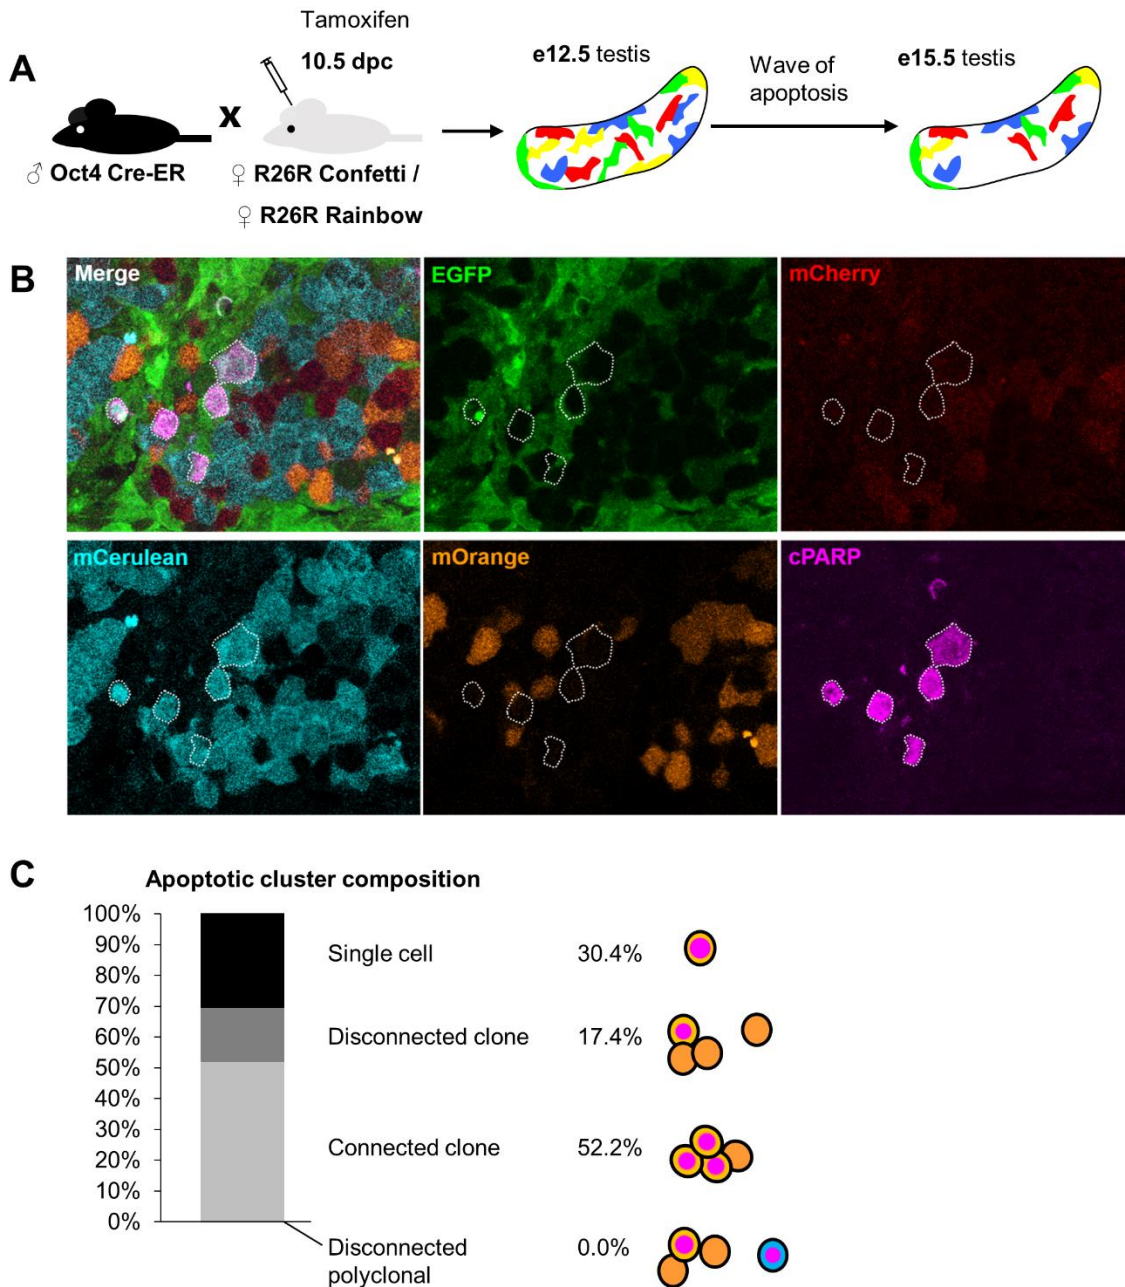 A
Tamoxifen
10.5 dpc
x
♂ Oct4 Cre-ER
♀ R26R Confetti /
♀ R26R Rainbow
e12.5 testis
Wave of
apoptosis
e15.5 testis
B
Merge
EGFP
mCherry
mCerulean
mOrange
cPARP
C
Apoptotic cluster composition
100%
90%
80%
70%
60%
50%
40%
30%
20%
10%
0%
Single cell 30.4%
Disconnected clone 17.4%
Connected clone 52.2%
Disconnected 0.0%
polyclonal